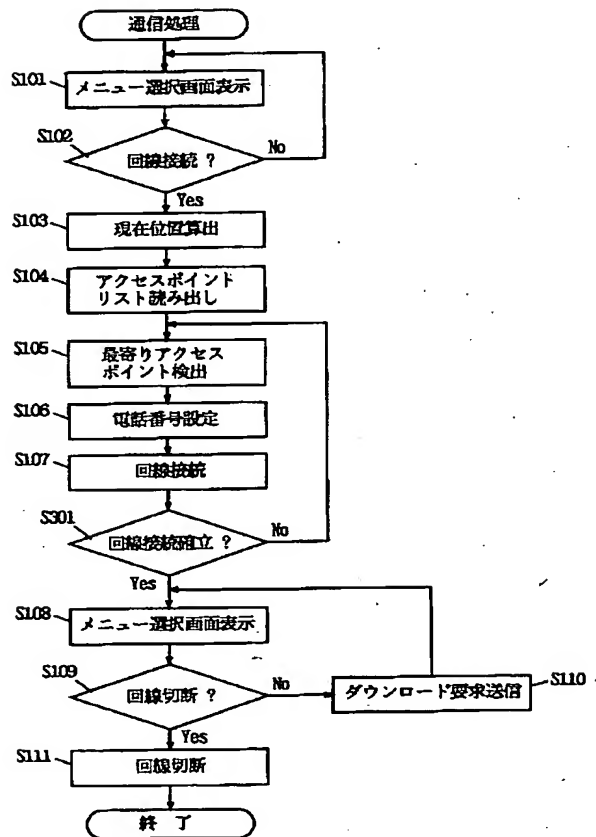 通信処理
S101
メニュー選択画面表示
S102
回線接続 ?
No
Yes
S103
現在位置算出
S104
アクセスポイント
リスト読み出し
S105
最寄りアクセス
ポイント検出
S106
電話番号設定
S107
回線接続
S301
回線接続確立 ?
No
Yes
S108
メニュー選択画面表示
S109
回線切断 ?
No
ダウンロード要求送信
S110
Yes
S111
回線切断
終 了